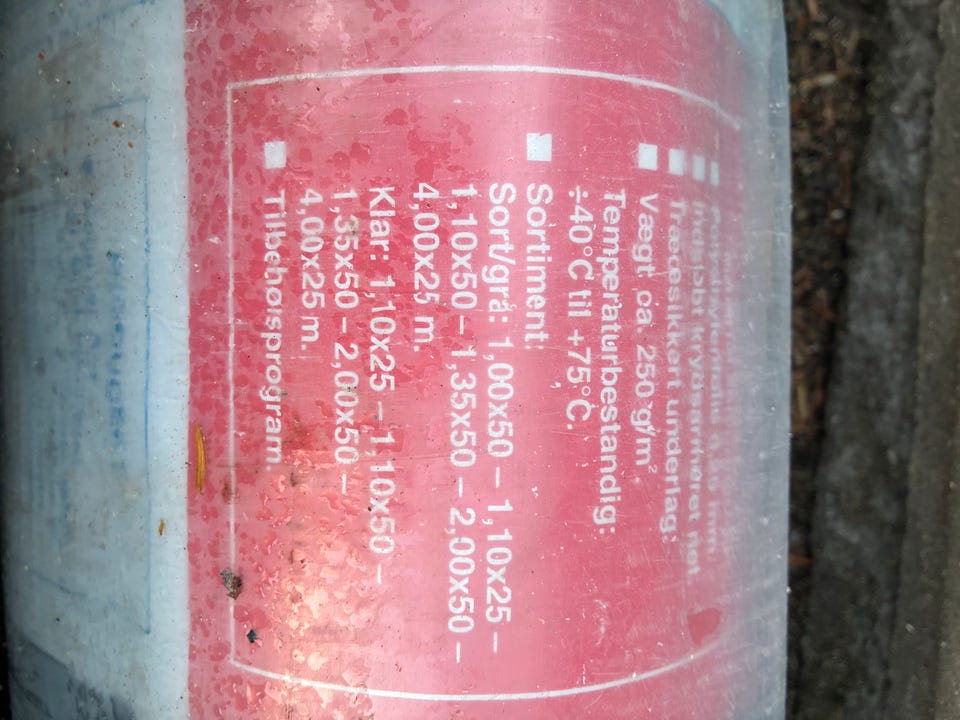 Indstøbt krydsarmeret net
Trædesikkert underlag.
Vægt ca. 250 g/m²
Temperaturbestandig:
÷40°C til +75°C.
Sortiment:
Sort/grå: 1,00x50 – 1,10x25 –
1,10x50 – 1,35x50 – 2,00x50 –
4,00x25 m.
Klar: 1,10x25 – 1,10x50 –
1,35x50 – 2,00x50 –
4,00x25 m.
Tilbehørsprogram.